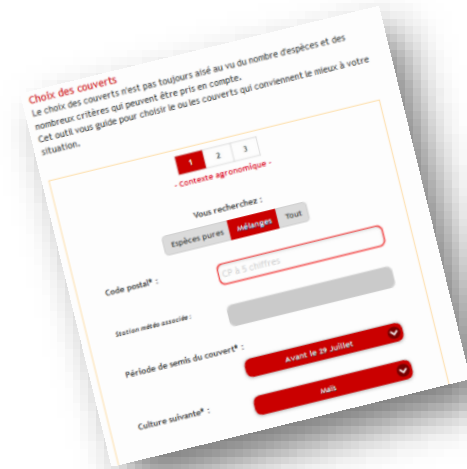 Choix des couverts
Le choix des couverts n'est pas toujours aisé au vu du nombre d'espèces et des
nombreux critères qui peuvent être pris en compte.
Cet outil vous guide pour choisir le ou les couverts qui conviennent le mieux à votre
situation.
1 2 3
- Contexte agronomique -
Vous recherchez :
Espèces pures Mélanges Tout
Code postal* : CP à 5 chiffres
Station météo associée :
Période de semis du couvert* : Avant le 29 Juillet
Culture suivante* : Maïs